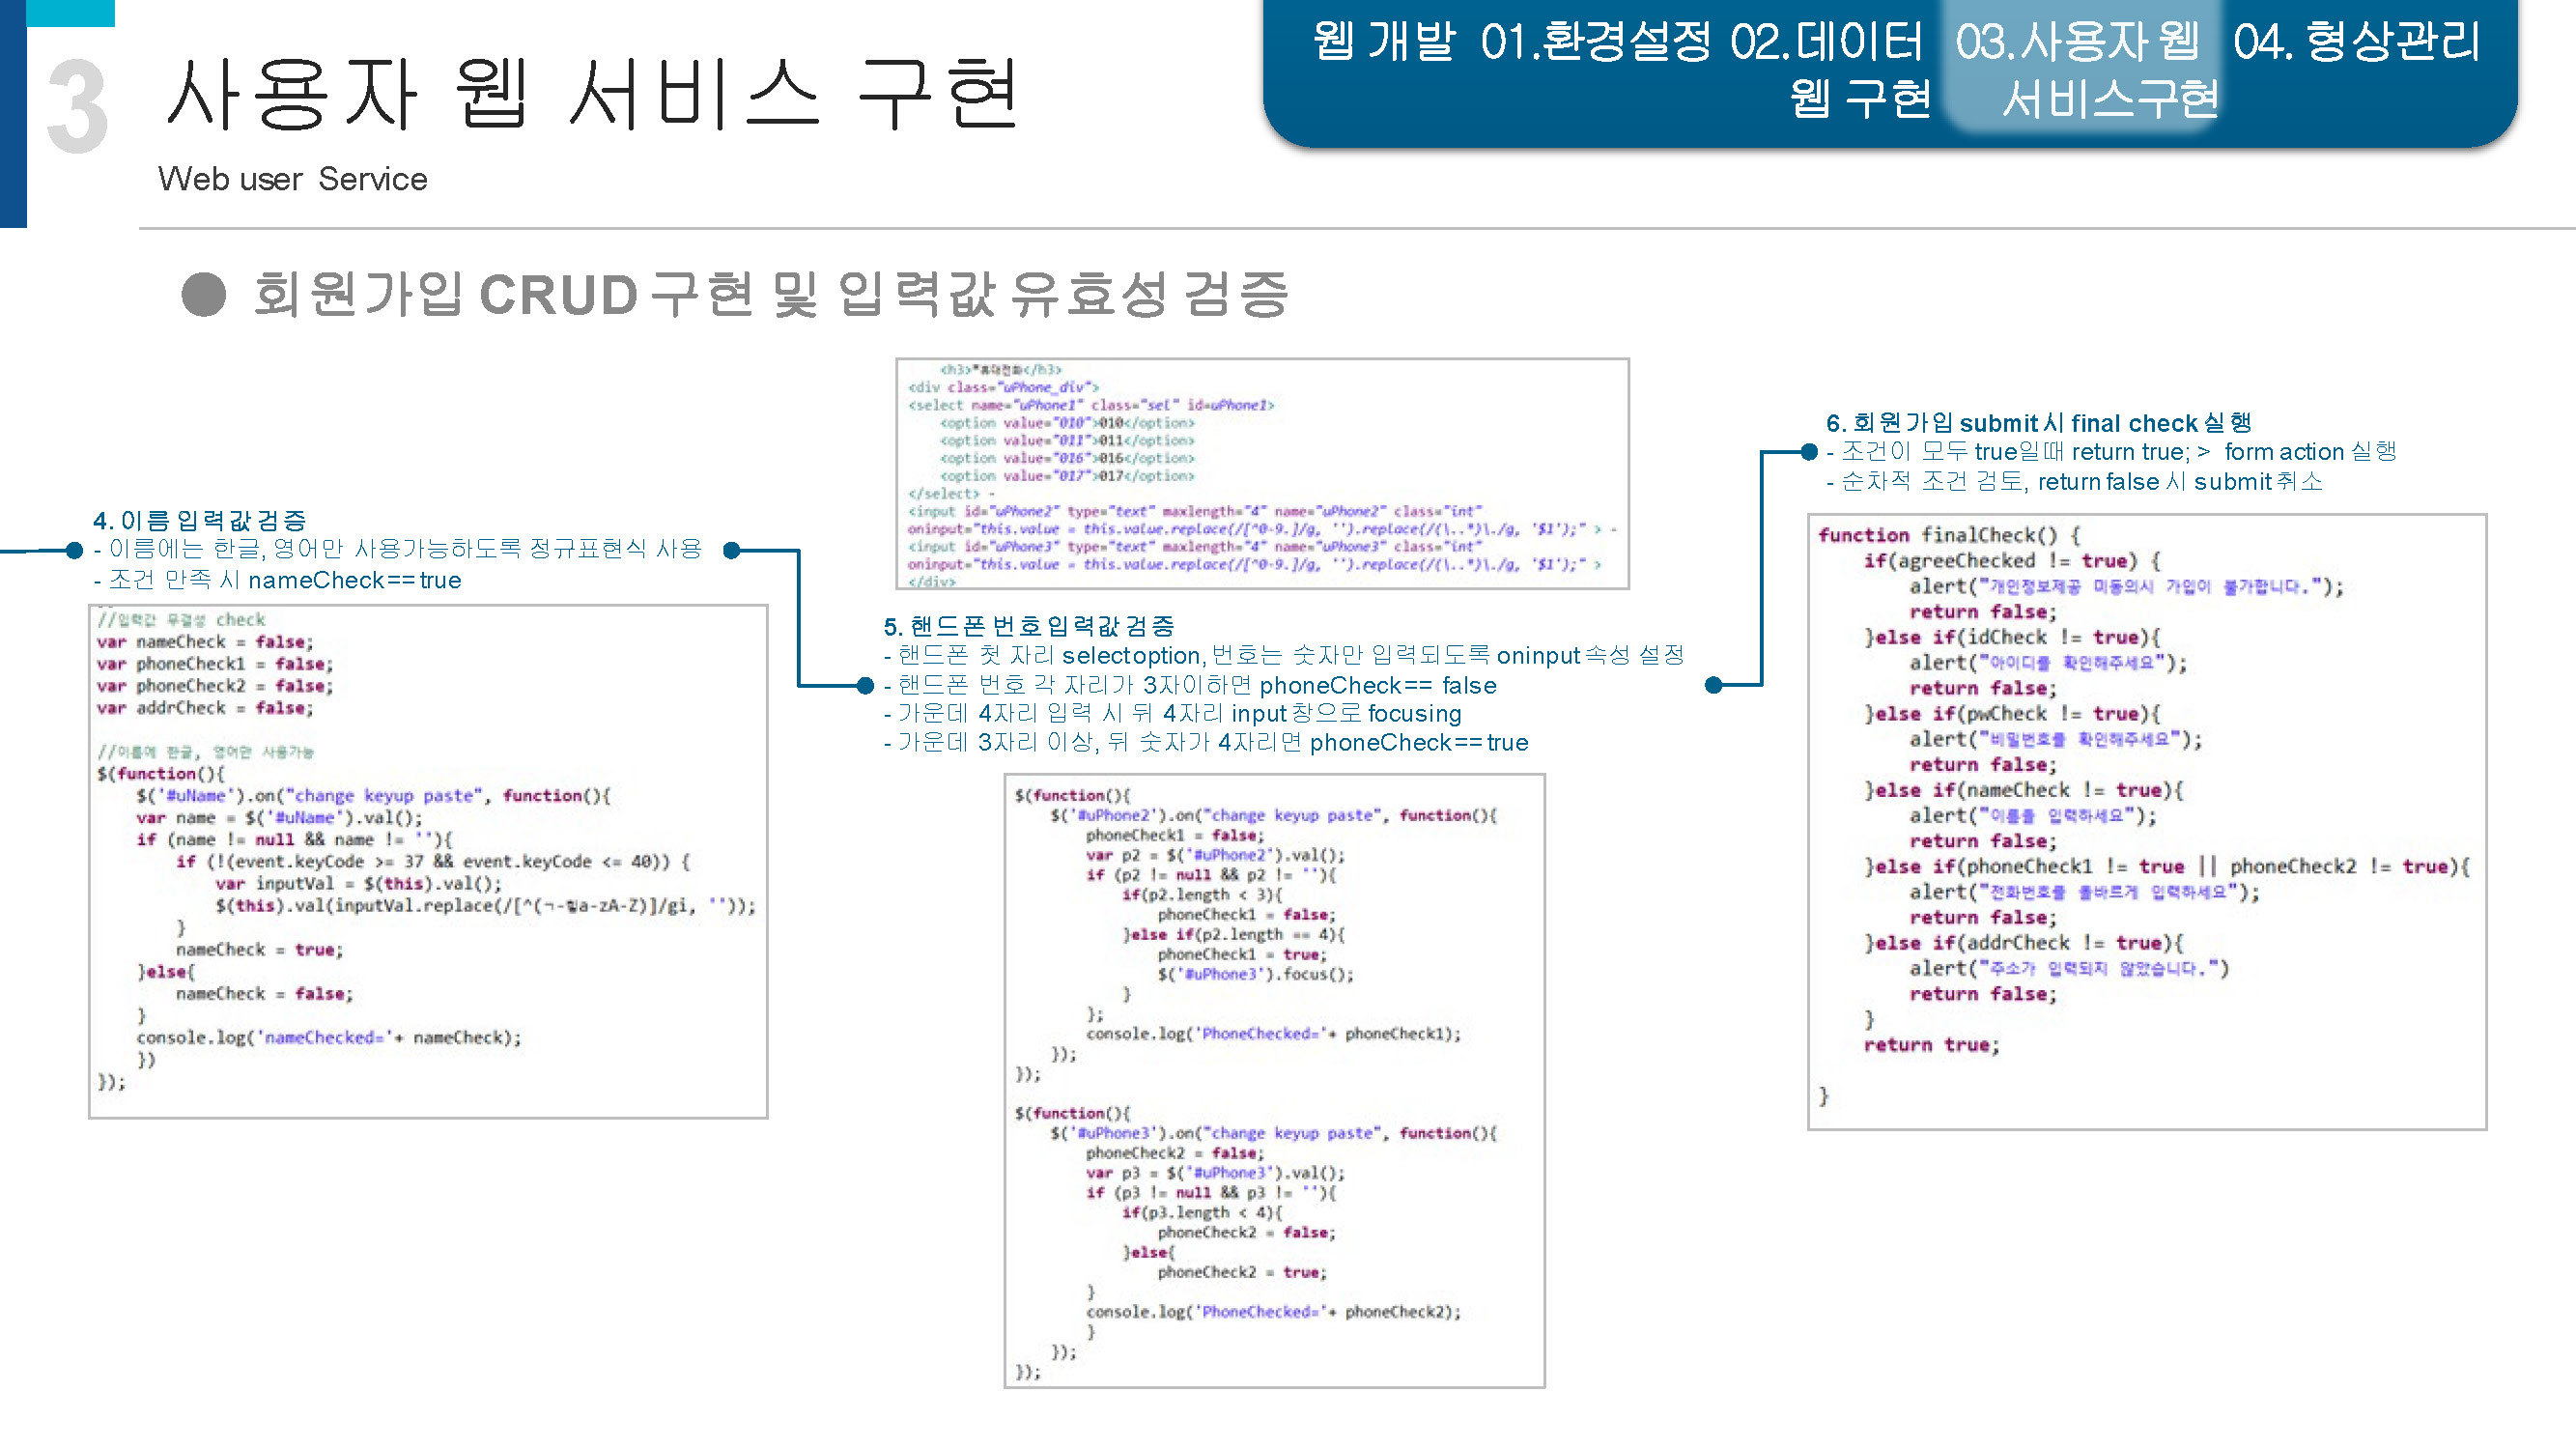 3
사용자 웹 서비스 구현
Web user Service
웹 개발 01.환경설정 02.데이터 03.사용자 웹 04. 형상관리
웹 구현 서비스구현
● 회원가입 CRUD 구현 및 입력값 유효성 검증
4. 이름 입력값 검증
- 이름에는 한글, 영어만 사용가능하도록 정규표현식 사용
- 조건 만족 시 nameCheck==true
//입력값 무결성 check
var nameCheck = false;
var phoneCheck1 = false;
var phoneCheck2 = false;
var addrCheck = false;
//이름에 한글, 영어만 사용가능
$(function(){
$('#uName').on("change keyup paste", function(){
var name = $('#uName').val();
if (name != null && name != ''){
if (!(event.keyCode >= 37 && event.keyCode <= 40)) {
var inputVal = $(this).val();
$(this).val(inputVal.replace(/[^(ㄱ-힣a-zA-Z)]/gi, ''));
}
nameCheck = true;
}else{
nameCheck = false;
}
console.log('nameChecked='+ nameCheck);
})
});
<h3>*휴대전화</h3>
<div class="uPhone_div">
<select name="uPhone1" class="sel" id=uPhone1>
<option value="010">010</option>
<option value="011">011</option>
<option value="016">016</option>
<option value="017">017</option>
</select> -
<input id="uPhone2" type="text" maxlength="4" name="uPhone2" class="int"
oninput="this.value = this.value.replace(/[^0-9.]/g, '').replace(/(\..*)\./g, '$1');" > -
<input id="uPhone3" type="text" maxlength="4" name="uPhone3" class="int"
oninput="this.value = this.value.replace(/[^0-9.]/g, '').replace(/(\..*)\./g, '$1');" >
</div>
5. 핸드폰 번호 입력값 검증
- 핸드폰 첫 자리 select option, 번호는 숫자만 입력되도록 oninput 속성 설정
- 핸드폰 번호 각 자리가 3자이하면 phoneCheck== false
- 가운데 4자리 입력 시 뒤 4자리 input 창으로 focusing
- 가운데 3자리 이상, 뒤 숫자가 4자리면 phoneCheck==true
$(function(){
$('#uPhone2').on("change keyup paste", function(){
phoneCheck1 = false;
var p2 = $('#uPhone2').val();
if (p2 != null && p2 != ''){
if(p2.length < 3){
phoneCheck1 = false;
}else if(p2.length == 4){
phoneCheck1 = true;
$('#uPhone3').focus();
}
};
console.log('PhoneChecked='+ phoneCheck1);
});
});
$(function(){
$('#uPhone3').on("change keyup paste", function(){
phoneCheck2 = false;
var p3 = $('#uPhone3').val();
if (p3 != null && p3 != ''){
if(p3.length < 4){
phoneCheck2 = false;
}else{
phoneCheck2 = true;
}
console.log('PhoneChecked='+ phoneCheck2);
}
});
});
6. 회원가입 submit 시 final check 실행
- 조건이 모두 true일때 return true; > form action 실행
- 순차적 조건 검토, return false 시 submit 취소
function finalCheck() {
if(agreeChecked != true) {
alert("개인정보제공 미동의시 가입이 불가합니다.");
return false;
}else if(idCheck != true){
alert("아이디를 확인해주세요");
return false;
}else if(pwCheck != true){
alert("비밀번호를 확인해주세요");
return false;
}else if(nameCheck != true){
alert("이름을 입력하세요");
return false;
}else if(phoneCheck1 != true || phoneCheck2 != true){
alert("전화번호를 올바르게 입력하세요");
return false;
}else if(addrCheck != true){
alert("주소가 입력되지 않았습니다.")
return false;
}
return true;
}